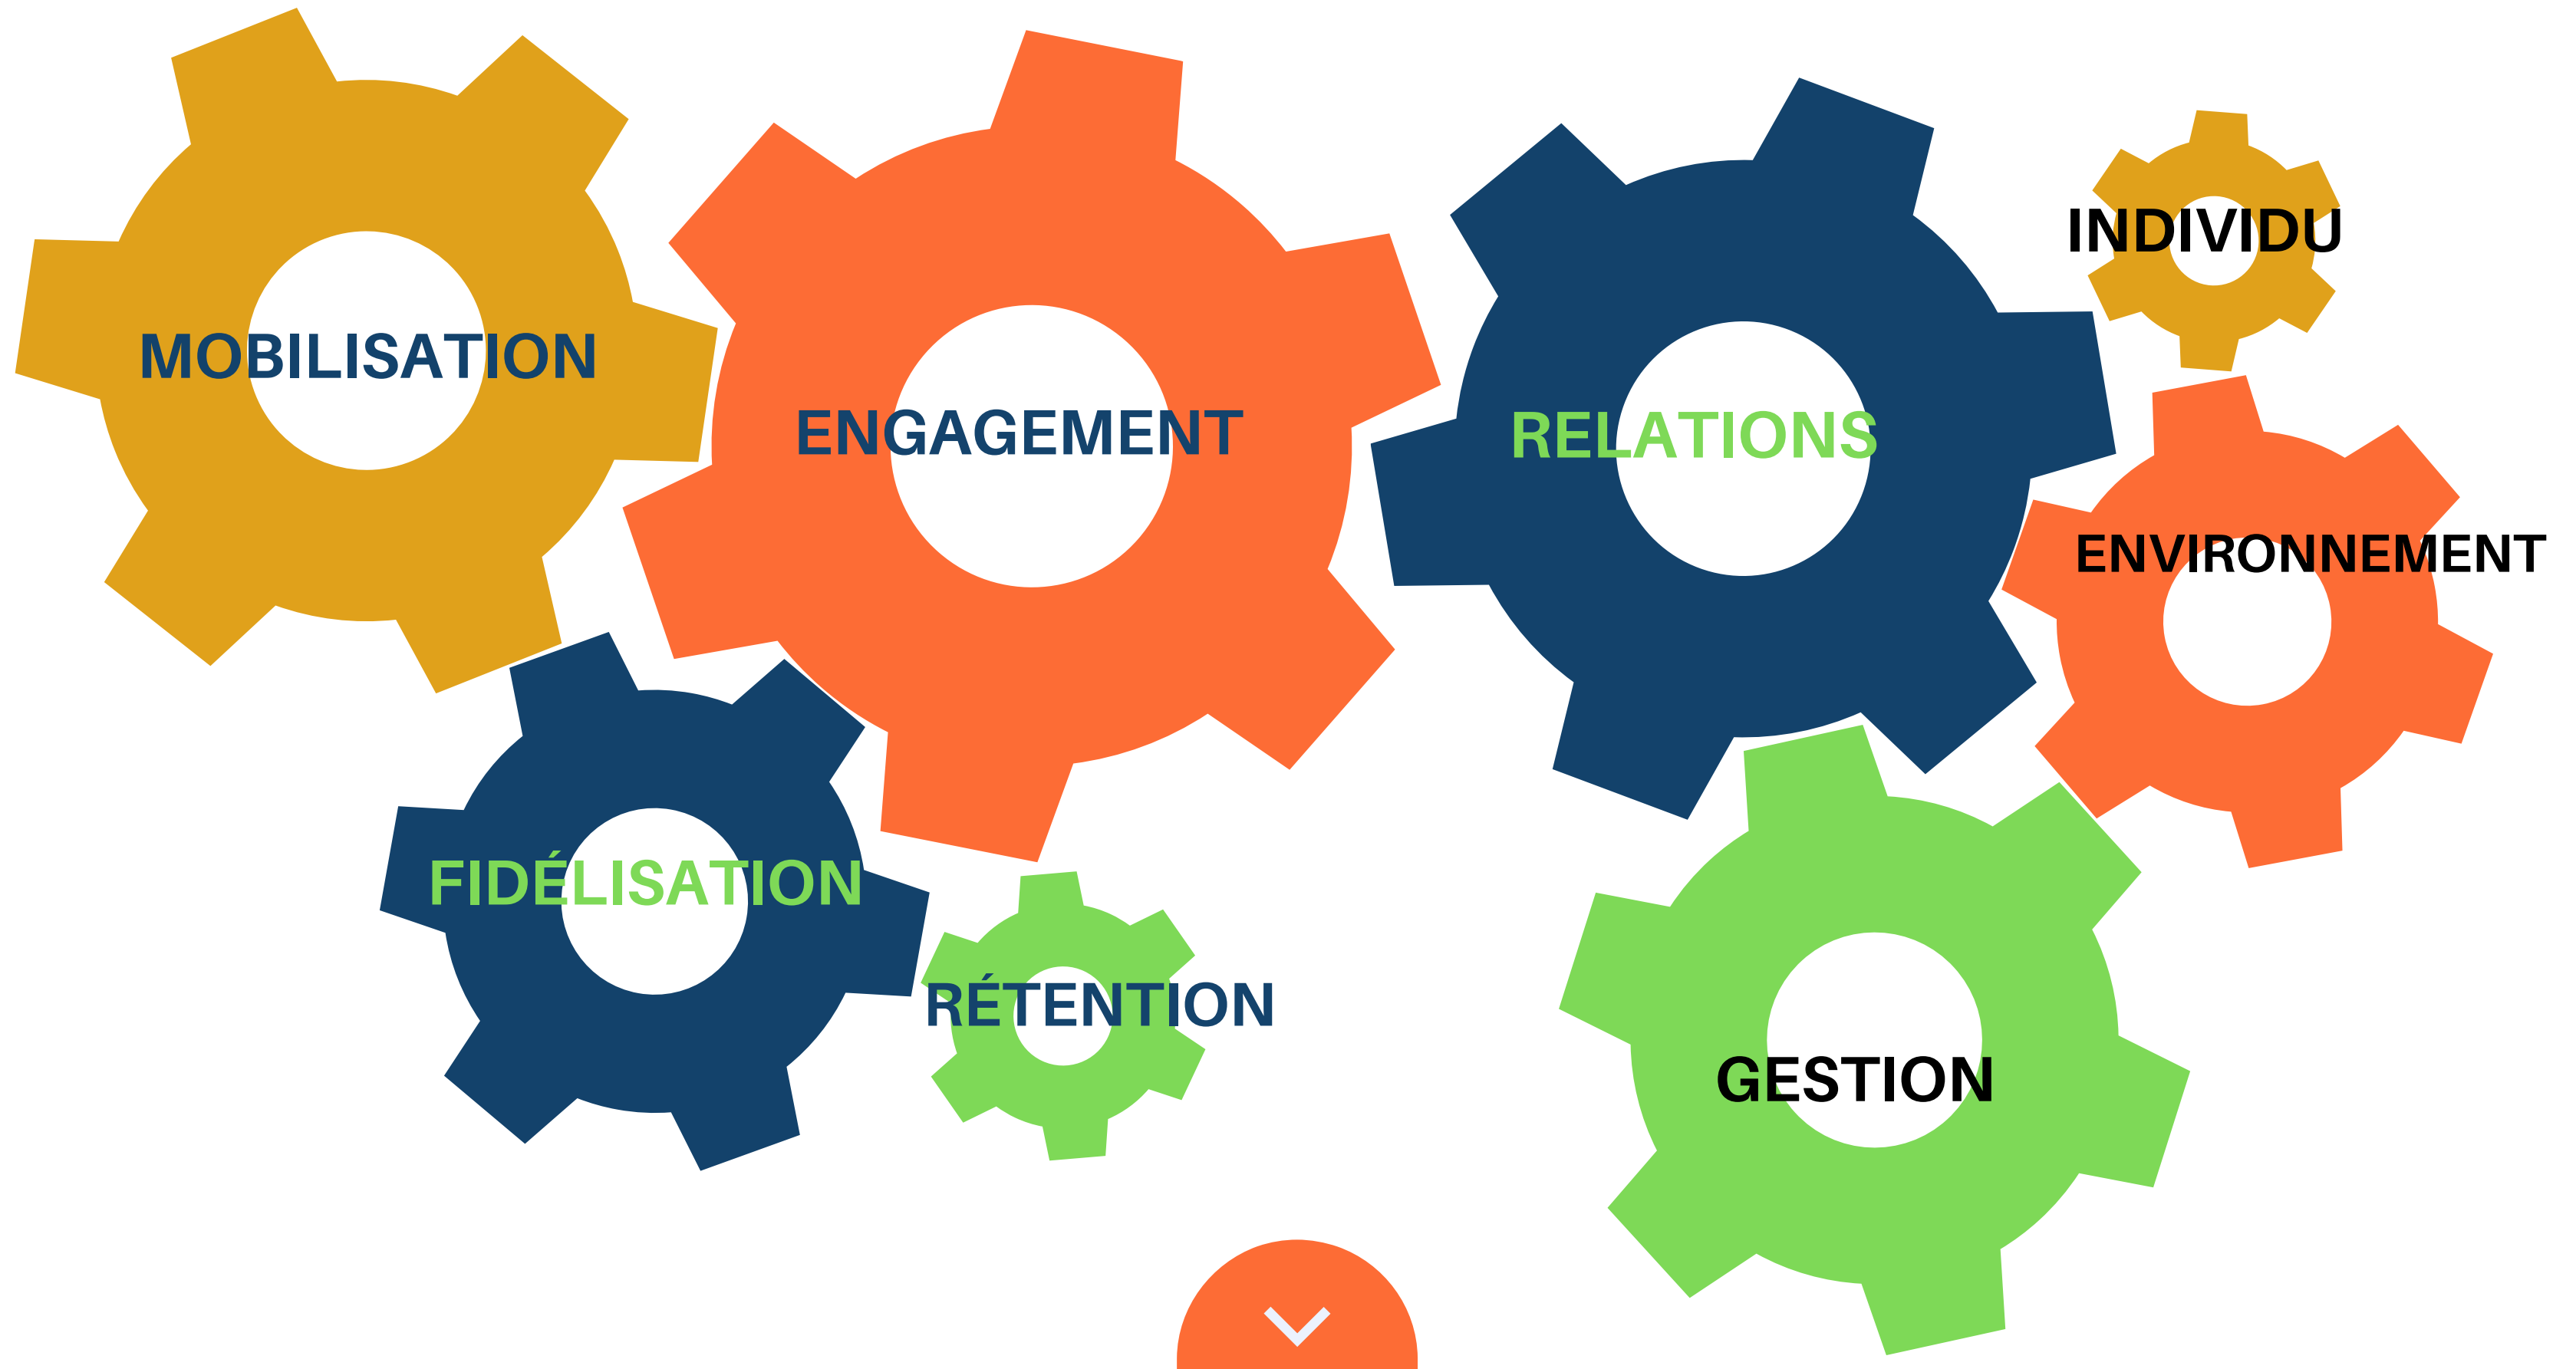 MOBILISATION
ENGAGEMENT
RELATIONS
INDIVIDU
ENVIRONNEMENT
FIDÉLISATION
RÉTENTION
GESTION